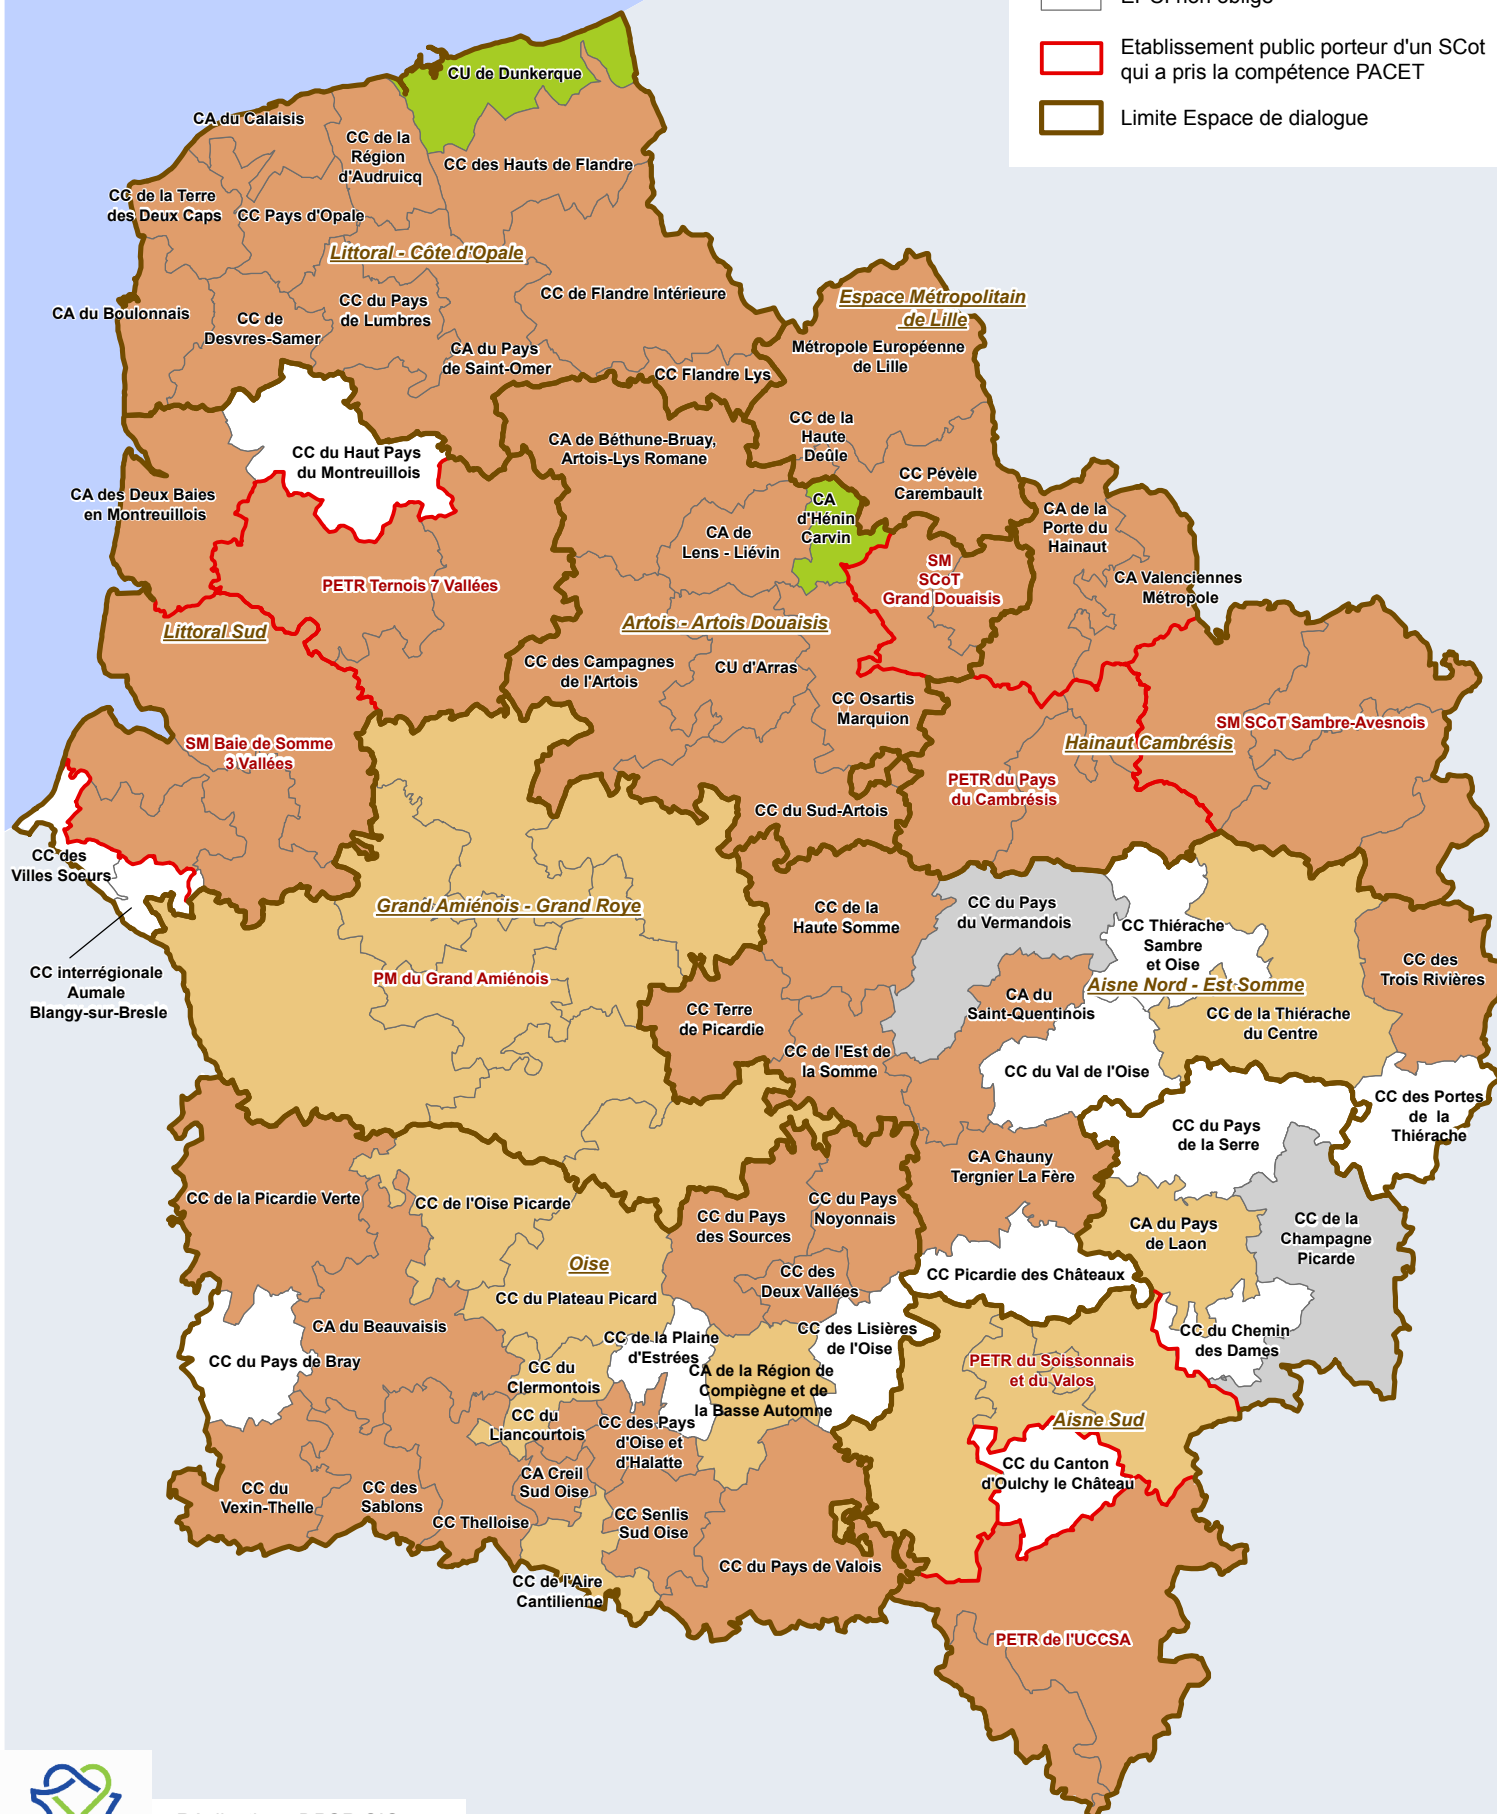 EPCI non obligé
Etablissement public porteur d'un SCot
qui a pris la compétence PACET
Limite Espace de dialogue
CU de Dunkerque
CA du Calaisis
CC de la
Région
d'Audruicq
CC des Hauts de Flandre
CC de la Terre
des Deux Caps
CC Pays d'Opale
Littoral - Côte d'Opale
CA du Boulonnais
CC de
Desvres-Samer
CC du Pays
de Lumbres
CC de Flandre Intérieure
CA du Pays
de Saint-Omer
CC Flandre Lys
Espace Métropolitain
de Lille
Métropole Européenne
de Lille
CC de la
Haute
Deûle
CC Pévèle
Carembault
CC du Haut Pays
du Montreuillois
CA de Béthune-Bruay,
Artois-Lys Romane
CA des Deux Baies
en Montreuillois
CA de
Lens - Liévin
CA
d'Hénin
Carvin
CA de la
Porte du
Hainaut
SM
SCoT
Grand Douaisis
CA Valenciennes
Métropole
PETR Ternois 7 Vallées
Littoral Sud
Artois - Artois Douaisis
CC des Campagnes
de l'Artois
CU d'Arras
CC Osartis
Marquion
SM Baie de Somme
3 Vallées
SM SCoT Sambre-Avesnois
Hainaut Cambrésis
PETR du Pays
du Cambrésis
CC du Sud-Artois
CC des
Villes Soeurs
Grand Amiénois - Grand Roye
CC de la
Haute Somme
CC du Pays
du Vermandois
CC Thiérache
Sambre
et Oise
CC des
Trois Rivières
CC interrégionale
Aumale
Blangy-sur-Bresle
PM du Grand Amiénois
Aisne Nord - Est Somme
CA du
Saint-Quentinois
CC de la Thiérache
du Centre
CC Terre
de Picardie
CC de l'Est de
la Somme
CC du Val de l'Oise
CC des Portes
de la
Thiérache
CC du Pays
de la Serre
CA Chauny
Tergnier La Fère
CC de la Picardie Verte
CC de l'Oise Picarde
CC du Pays
des Sources
CC du Pays
Noyonnais
CA du Pays
de Laon
CC de la
Champagne
Picarde
Oise
CC des
Deux Vallées
CC Picardie des Châteaux
CC du Plateau Picard
CA du Beauvaisis
CC de la Plaine
d'Estrées
CC des Lisières
de l'Oise
CC du Chemin
des Dames
CC du Pays de Bray
CC du
Clermontois
CA de la Région de
Compiègne et de
la Basse Automne
PETR du Soissonnais
et du Valos
CC du
Liancourtois
CC des Pays
d'Oise et
d'Halatte
Aisne Sud
CC du Canton
d'Oulchy le Château
CA Creil
Sud Oise
CC du
Vexin-Thelle
CC des
Sablons
CC Thelloise
CC Senlis
Sud Oise
CC du Pays de Valois
CC de l'Aire
Cantilienne
PETR de l'UCCSA